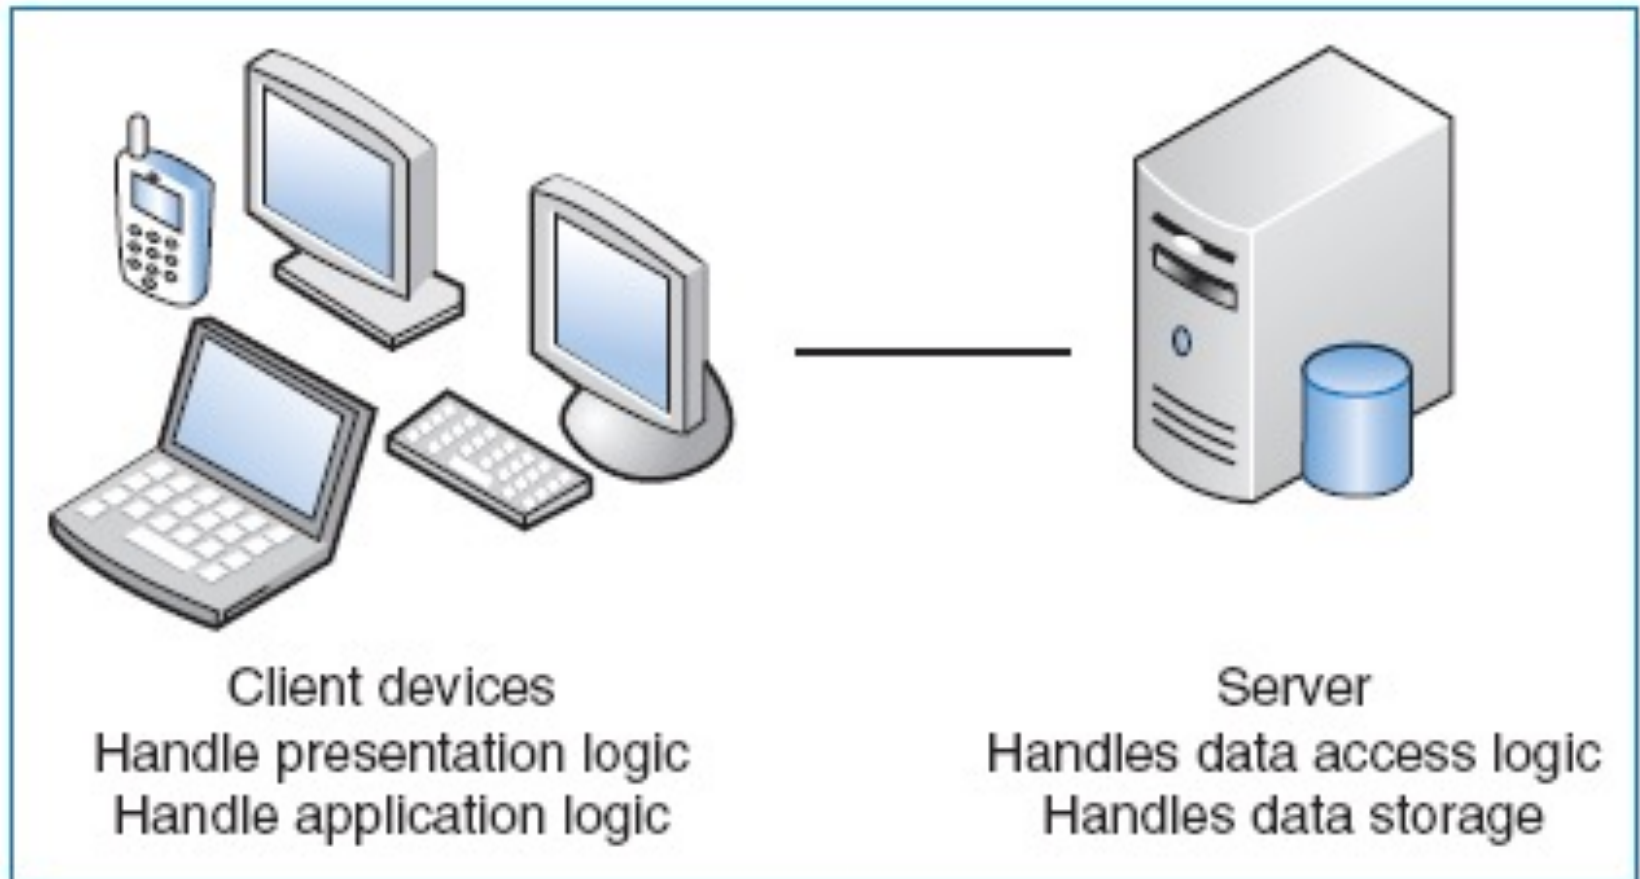 Client devices
Handle presentation logic
Handle application logic
Server
Handles data access logic
Handles data storage